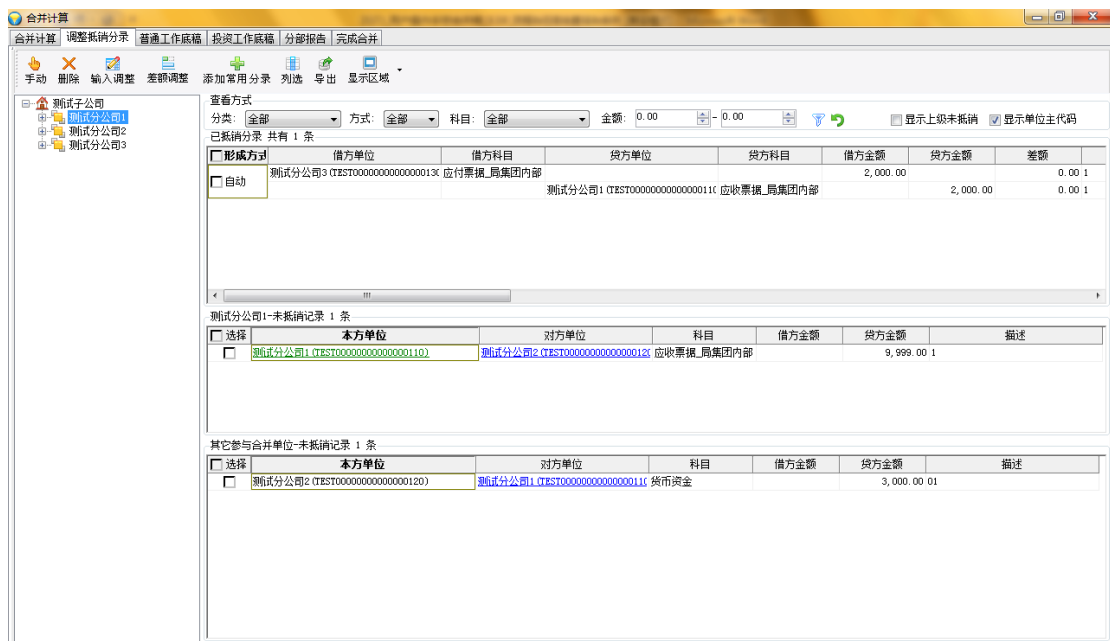 合并计算
合并计算 调整抵销分录 普通工作底稿 投资工作底稿 分部报告 完成合并
手动 删除 输入调整 差额调整 添加常用分录 列选 导出 显示区域
测试子公司
测试分公司1
测试分公司2
测试分公司3
查看方式
分类: 全部 方式: 全部 科目: 全部 金额: 0.00 - 0.00 显示上级未抵销 显示单位主代码
已抵销分录 共有 1 条
形成方式 借方单位 借方科目 贷方单位 贷方科目 借方金额 贷方金额 差额
自动
测试分公司3(TEST000000000000013( 应付票据_局集团内部 2,000.00 0.00 1
测试分公司1(TEST000000000000011( 应收票据_局集团内部 2,000.00 0.00 1
测试分公司1-未抵销记录 1 条
选择 本方单位 对方单位 科目 借方金额 贷方金额 描述
测试分公司1(TEST00000000000000110) 测试分公司2(TEST0000000000000012( 应收票据_局集团内部 9,999.00 1
其它参与合并单位-未抵销记录 1 条
选择 本方单位 对方单位 科目 借方金额 贷方金额 描述
测试分公司2(TEST00000000000000120) 测试分公司1(TEST0000000000000011( 货币资金 3,000.00 01